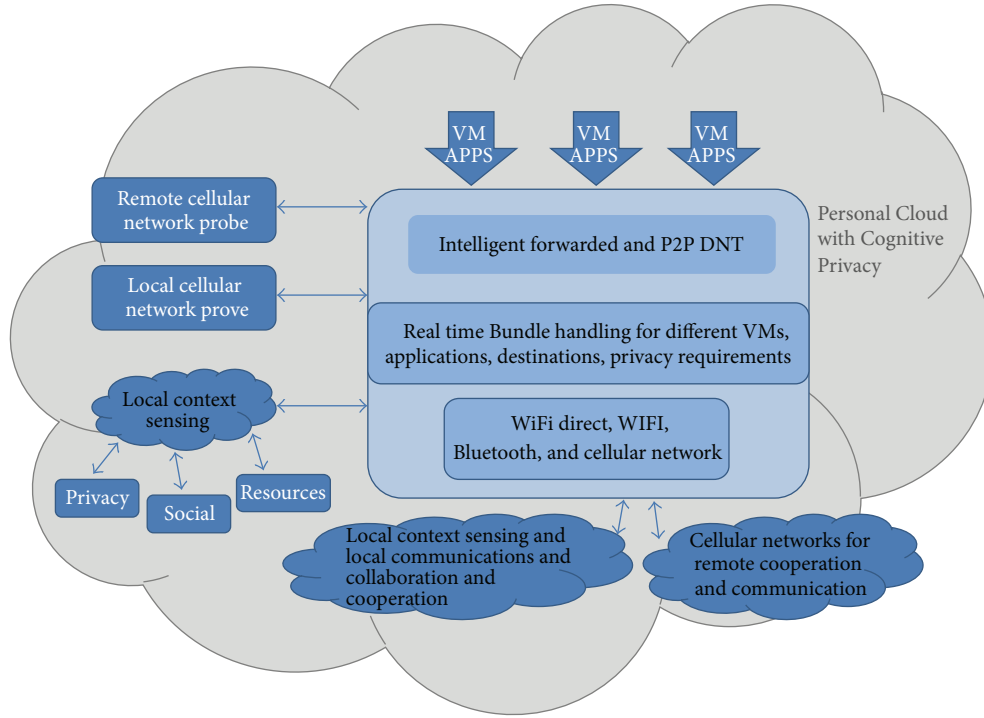 VM
APPS
VM
APPS
VM
APPS
Remote cellular
network probe
Intelligent forwarded and P2P DNT
Personal Cloud
with Cognitive
Privacy
Local cellular
network prove
Real time Bundle handling for different VMs,
applications, destinations, privacy requirements
Local context
sensing
WiFi direct, WIFI,
Bluetooth, and cellular network
Privacy
Social
Resources
Local context sensing and
local communications and
collaboration and
cooperation
Cellular networks for
remote cooperation
and communication